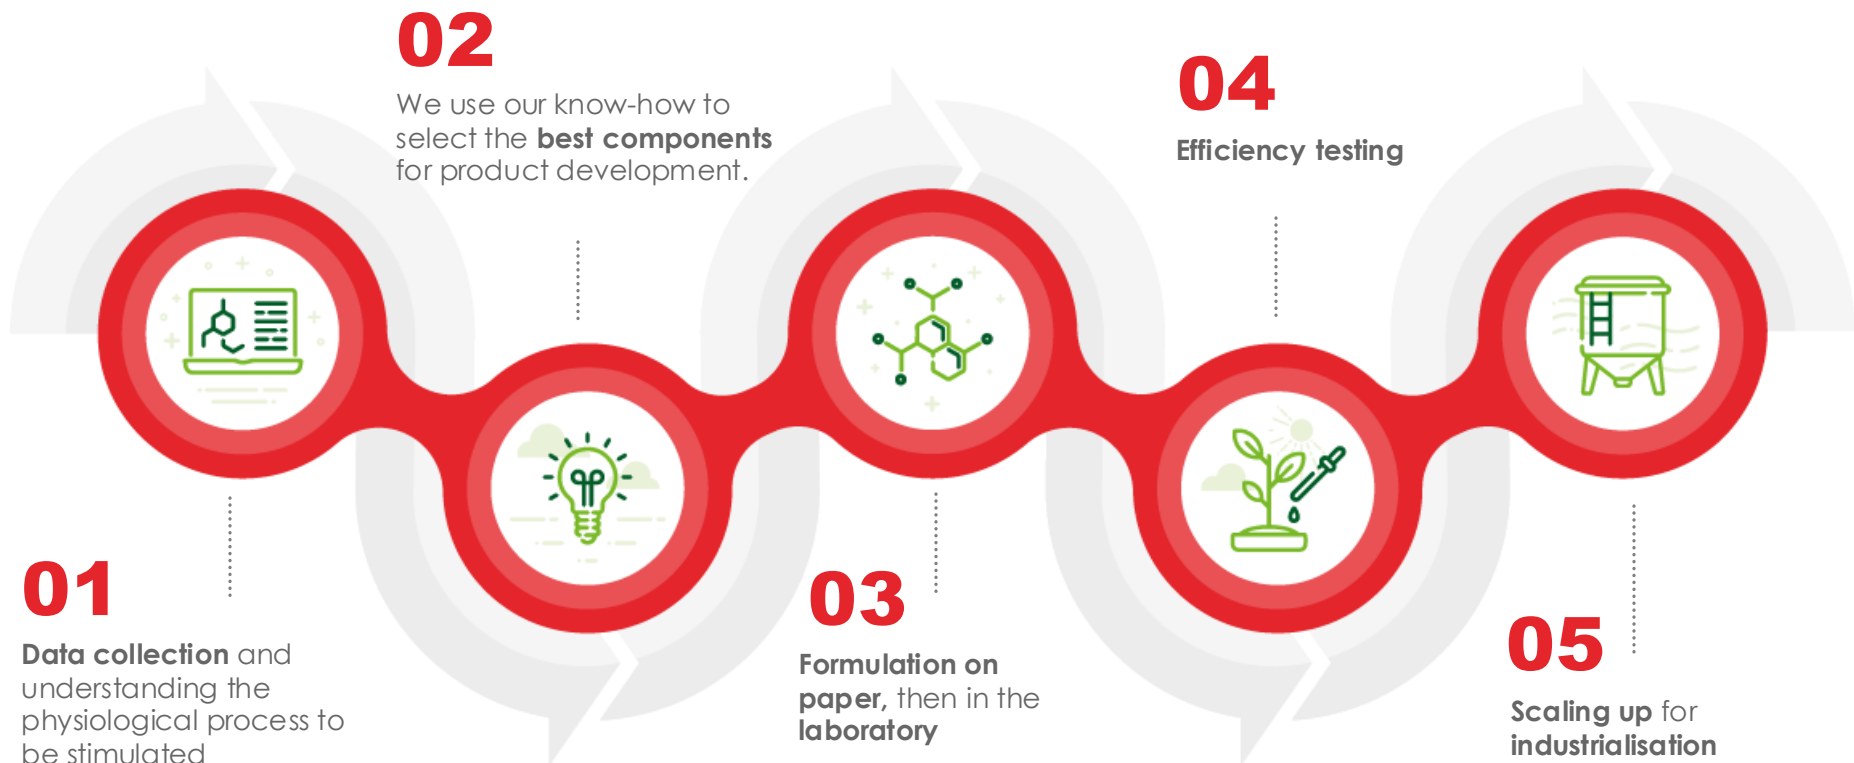 01
Data collection and
understanding the
physiological process to
be stimulated
02
We use our know-how to
select the best components
for product development.
03
Formulation on
paper, then in the
laboratory
04
Efficiency testing
05
Scaling up for
industrialisation